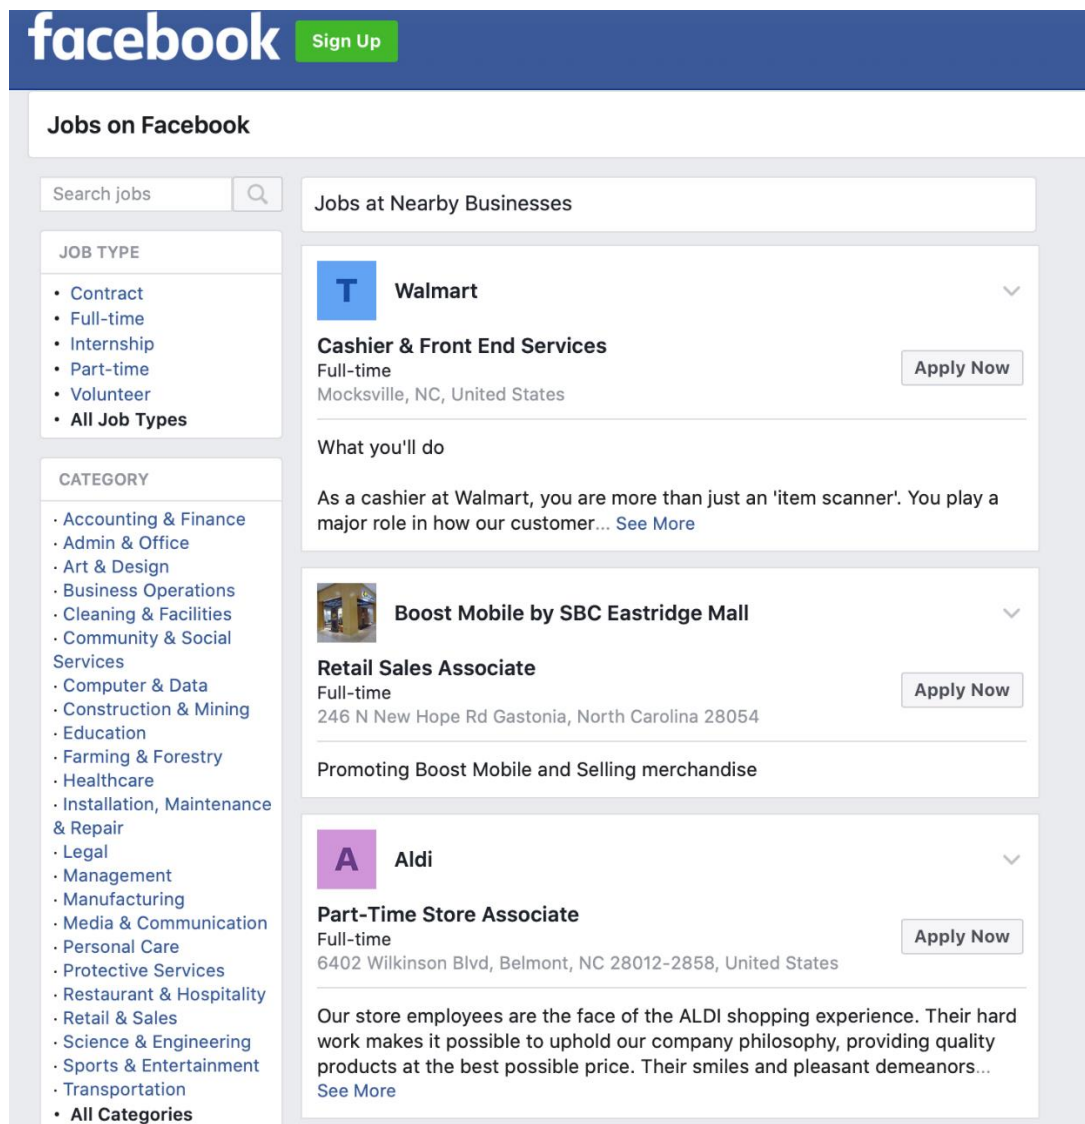 facebook
Sign Up
Jobs on Facebook
Search jobs
JOB TYPE
• Contract
• Full-time
• Internship
• Part-time
• Volunteer
• All Job Types
CATEGORY
· Accounting & Finance
· Admin & Office
· Art & Design
· Business Operations
· Cleaning & Facilities
· Community & Social
Services
· Computer & Data
· Construction & Mining
· Education
· Farming & Forestry
· Healthcare
· Installation, Maintenance
& Repair
· Legal
· Management
· Manufacturing
· Media & Communication
· Personal Care
· Protective Services
· Restaurant & Hospitality
· Retail & Sales
· Science & Engineering
· Sports & Entertainment
· Transportation
• All Categories
Jobs at Nearby Businesses
T Walmart
Cashier & Front End Services
Full-time
Apply Now
Mocksville, NC, United States
What you'll do
As a cashier at Walmart, you are more than just an 'item scanner'. You play a
major role in how our customer... See More
Boost Mobile by SBC Eastridge Mall
Retail Sales Associate
Full-time
Apply Now
246 N New Hope Rd Gastonia, North Carolina 28054
Promoting Boost Mobile and Selling merchandise
A Aldi
Part-Time Store Associate
Full-time
Apply Now
6402 Wilkinson Blvd, Belmont, NC 28012-2858, United States
Our store employees are the face of the ALDI shopping experience. Their hard
work makes it possible to uphold our company philosophy, providing quality
products at the best possible price. Their smiles and pleasant demeanors...
See More